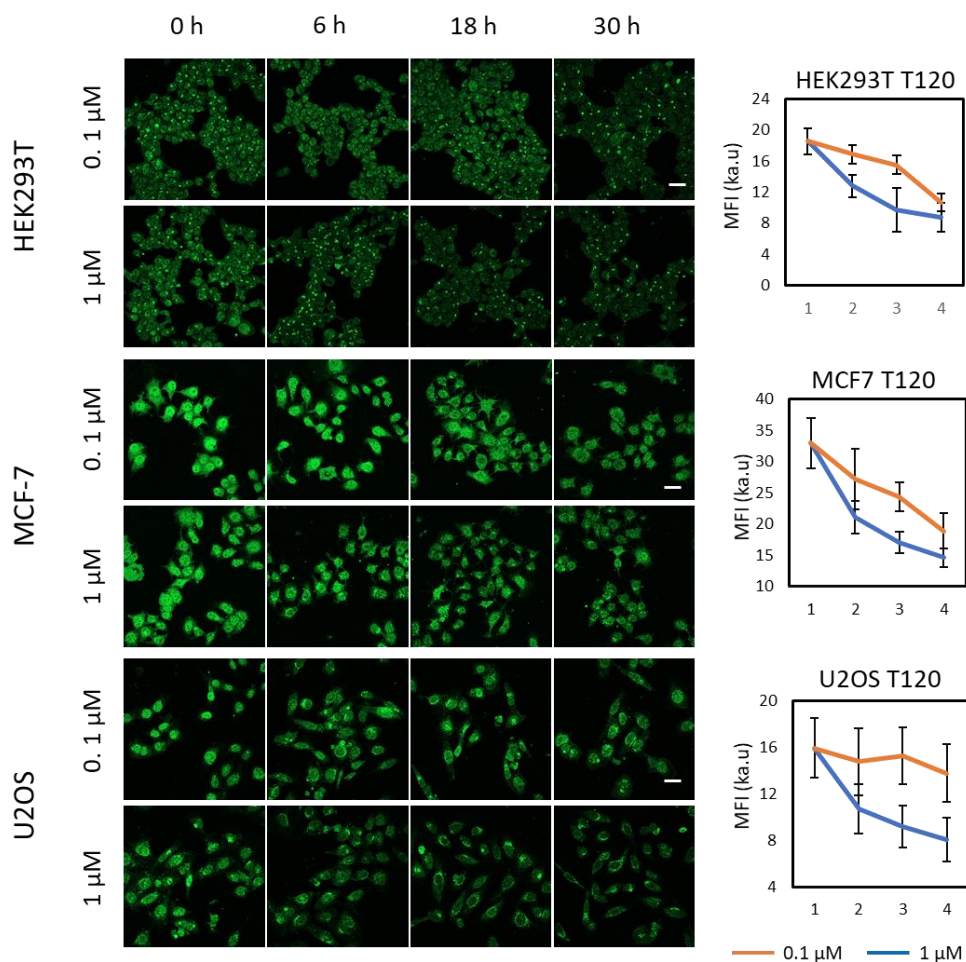 0 h 6 h 18 h 30 h
HEK293T
0. 1 µM
1 µM
HEK293T T120
MFI (ka.u)
24
20
16
12
8
4
0
1 2 3 4
MCF-7
0. 1 µM
1 µM
MCF7 T120
MFI (ka.u)
40
35
30
25
20
15
10
1 2 3 4
U2OS
0. 1 µM
1 µM
U2OS T120
MFI (ka.u)
20
16
12
8
4
1 2 3 4
0.1 µM 1 µM